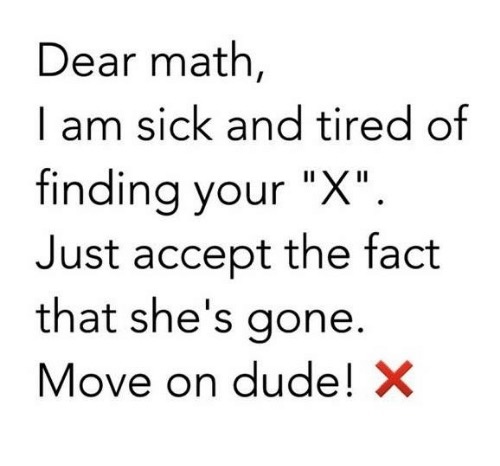 Dear math,
I am sick and tired of
finding your "X".
Just accept the fact
that she's gone.
Move on dude! ❌